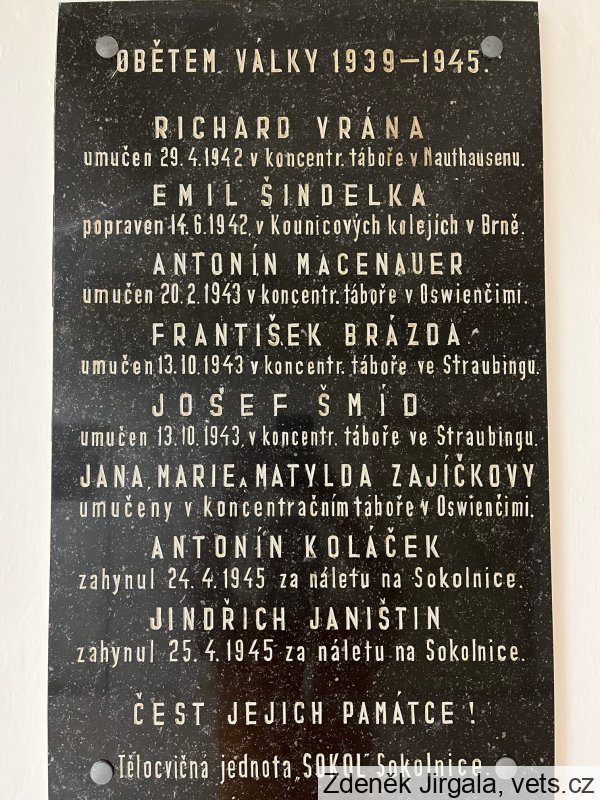 OBĚTEM VÁLKY 1939–1945.
RICHARD VRÁNA
umučen 29.4.1942 v koncentr. táboře v Mauthausenu.
EMIL ŠINDELKA
popraven 14.6.1942, v Kounicových kolejích v Brně.
ANTONÍN MACENAUER
umučen 20.2.1943 v koncentr. táboře v Oswienčimi.
FRANTIŠEK BRÁZDA
umučen 13.10.1943 v koncentr. táboře ve Straubingu.
JOSEF ŠMÍD
umučen 13.10.1943, v koncentr. táboře ve Straubingu.
JANA, MARIE A MATYLDA ZAJÍČKOVY
umučeny v koncentračním táboře v Oswienčimi,
ANTONÍN KOLÁČEK
zahynul 24.4.1945 za náletu na Sokolnice.
JINDŘICH JANIŠTIN
zahynul 25.4.1945 za náletu na Sokolnice.
ČEST JEJICH PAMÁTCE!
Tělocvičná jednota „SOKOL" Sokolnice.
Zdeněk Jirgala, vets.cz